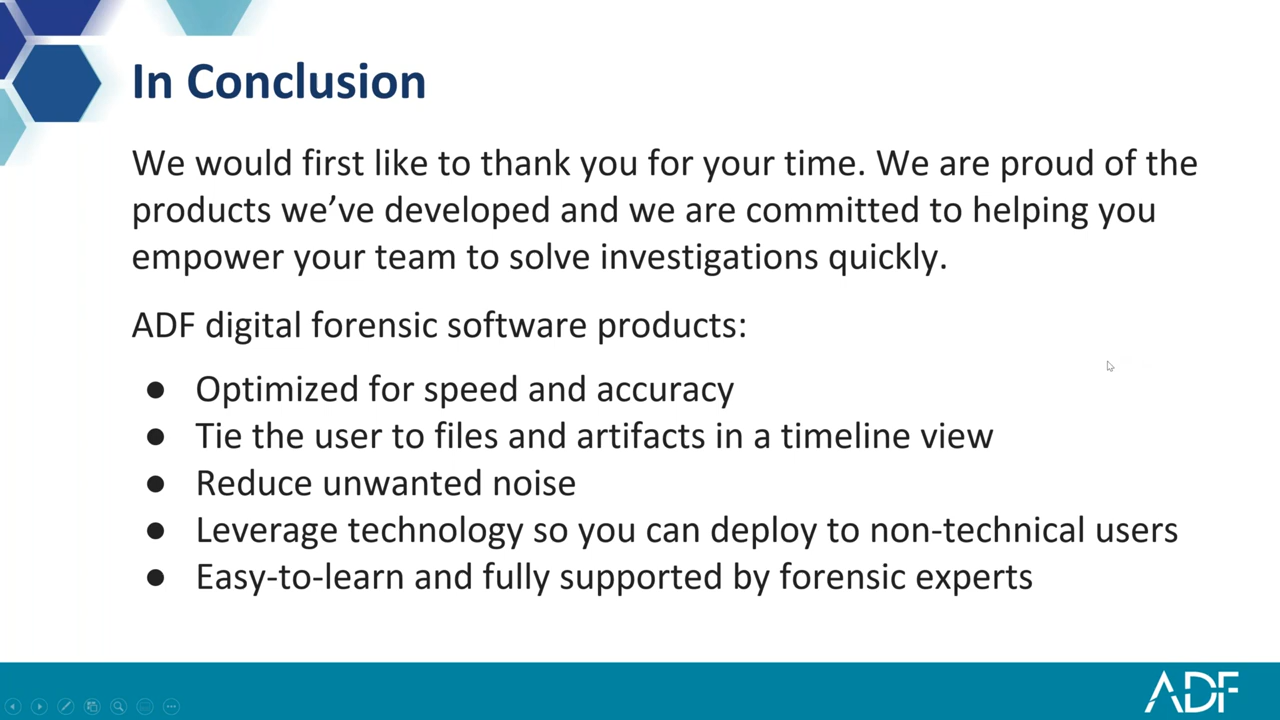 In Conclusion
We would first like to thank you for your time. We are proud of the
products we’ve developed and we are committed to helping you
empower your team to solve investigations quickly.
ADF digital forensic software products:
● Optimized for speed and accuracy
● Tie the user to files and artifacts in a timeline view
● Reduce unwanted noise
● Leverage technology so you can deploy to non-technical users
● Easy-to-learn and fully supported by forensic experts
ADF